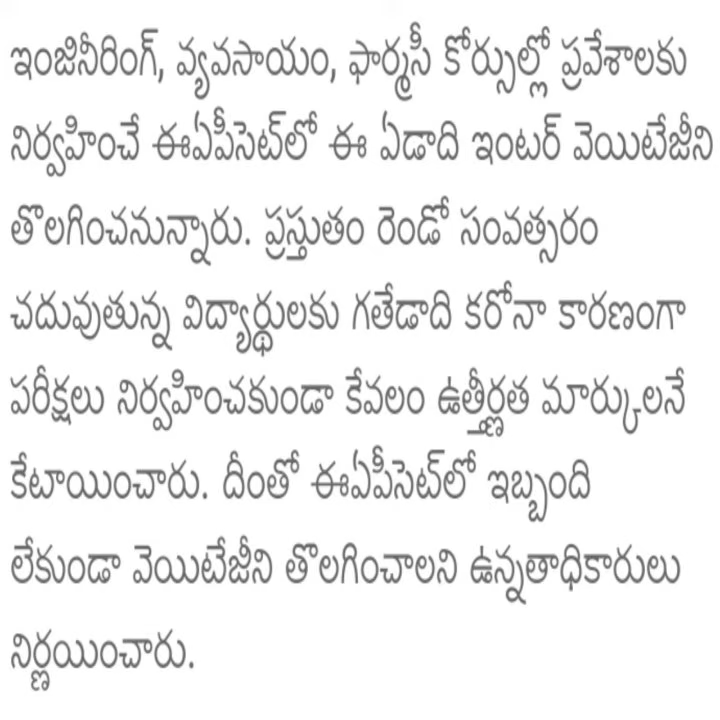 ఇంజినీరింగ్, వ్యవసాయం, ఫార్మసీ కోర్సుల్లో ప్రవేశాలకు
నిర్వహించే ఈఏపీసెట్‌లో ఈ ఏడాది ఇంటర్ వెయిటేజీని
తొలగించనున్నారు. ప్రస్తుతం రెండో సంవత్సరం
చదువుతున్న విద్యార్థులకు గతేడాది కరోనా కారణంగా
పరీక్షలు నిర్వహించకుండా కేవలం ఉత్తీర్ణత మార్కులనే
కేటాయించారు. దీంతో ఈఏపీసెట్‌లో ఇబ్బంది
లేకుండా వెయిటేజీని తొలగించాలని ఉన్నతాధికారులు
నిర్ణయించారు.